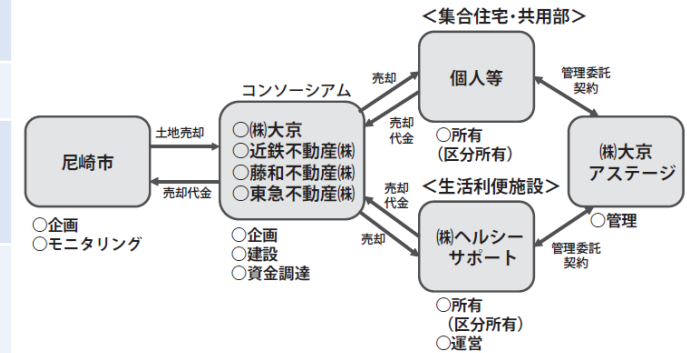 ＜集合住宅・共用部＞
コンソーシアム
売却
個人等
管理委託
契約
土地売却
○㈱大京
○近鉄不動産㈱
○藤和不動産㈱
○東急不動産㈱
売却
代金
○所有
（区分所有）
㈱大京
アステージ
尼崎市
売却代金
売却
代金
＜生活利便施設＞
○管理
○企画
○モニタリング
○企画
○建設
○資金調達
売却
㈱ヘルシー
サポート
管理委託
契約
○所有
（区分所有）
○運営